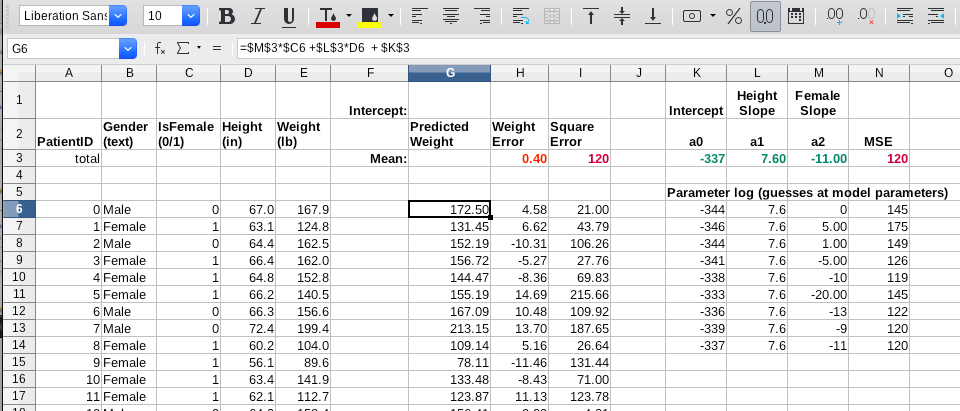 Liberation Sans 10 B I U T % 0,0 .00 .00
G6 fx Σ = =$M$3*$C6 +$L$3*D6 + $K$3
A B C D E F G H I J K L M N O
1 Intercept: Intercept Height Slope Female Slope
2 PatientID Gender (text) IsFemale (0/1) Height (in) Weight (lb) Predicted Weight Weight Error Square Error a0 a1 a2 MSE
3 total Mean: 0.40 120 -337 7.60 -11.00 120
4
5 Parameter log (guesses at model parameters)
6 0 Male 0 67.0 167.9 172.50 4.58 21.00 -344 7.6 0 145
7 1 Female 1 63.1 124.8 131.45 6.62 43.79 -346 7.6 5.00 175
8 2 Male 0 64.4 162.5 152.19 -10.31 106.26 -344 7.6 1.00 149
9 3 Female 1 66.4 162.0 156.72 -5.27 27.76 -341 7.6 -5.00 126
10 4 Female 1 64.8 152.8 144.47 -8.36 69.83 -338 7.6 -10 119
11 5 Female 1 66.2 140.5 155.19 14.69 215.66 -333 7.6 -20.00 145
12 6 Male 0 66.3 156.6 167.09 10.48 109.92 -336 7.6 -13 122
13 7 Male 0 72.4 199.4 213.15 13.70 187.65 -339 7.6 -9 120
14 8 Female 1 60.2 104.0 109.14 5.16 26.64 -337 7.6 -11 120
15 9 Female 1 56.1 89.6 78.11 -11.46 131.44
16 10 Female 1 63.4 141.9 133.48 -8.43 71.00
17 11 Female 1 62.1 112.7 123.87 11.13 123.78